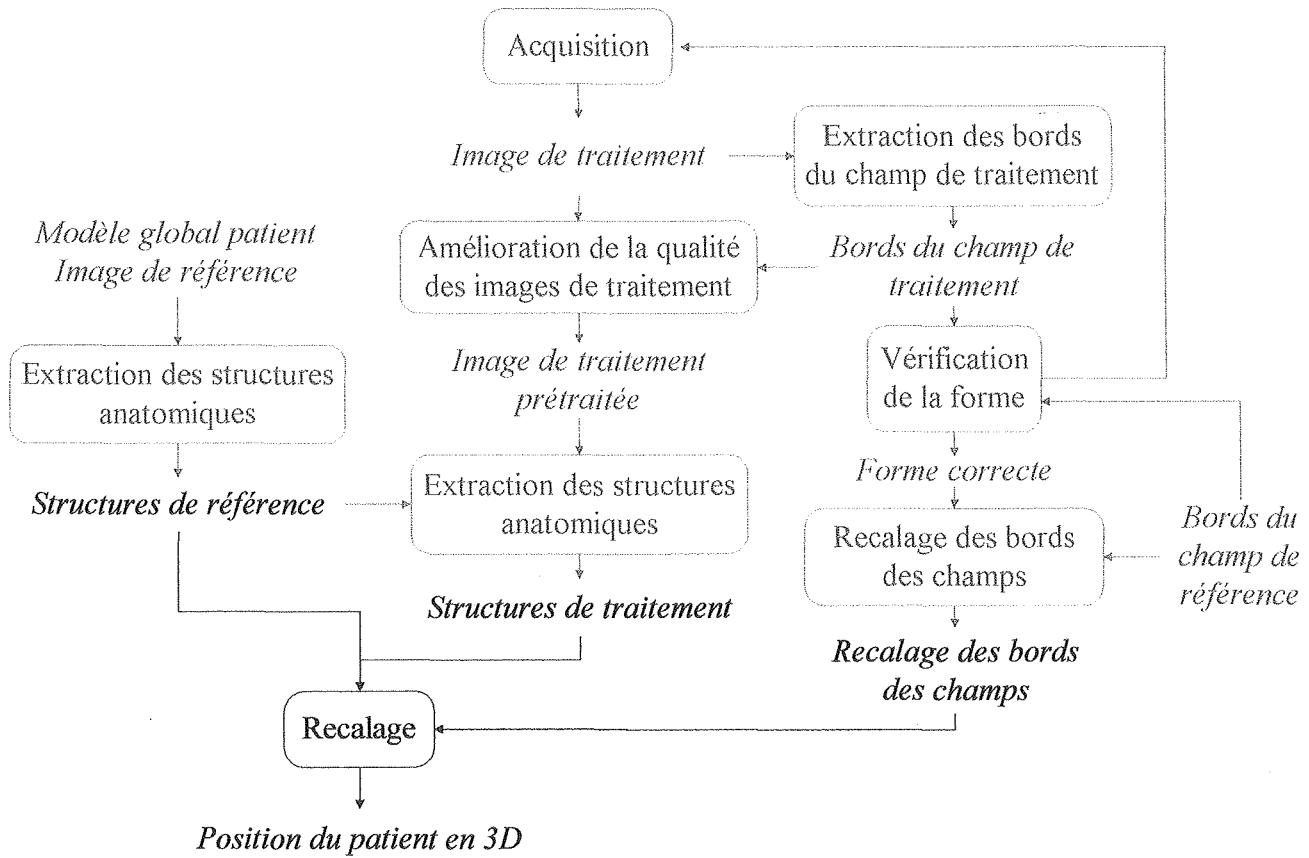 Acquisition
Image de traitement
Extraction des bords
du champ de traitement
Modèle global patient
Image de référence
Amélioration de la qualité
des images de traitement
Bords du champ de
traitement
Extraction des structures
anatomiques
Image de traitement
prétraitée
Vérification
de la forme
Structures de référence
Extraction des structures
anatomiques
Forme correcte
Recalage des bords
des champs
Bords du
champ de
référence
Structures de traitement
Recalage des bords
des champs
Recalage
Position du patient en 3D